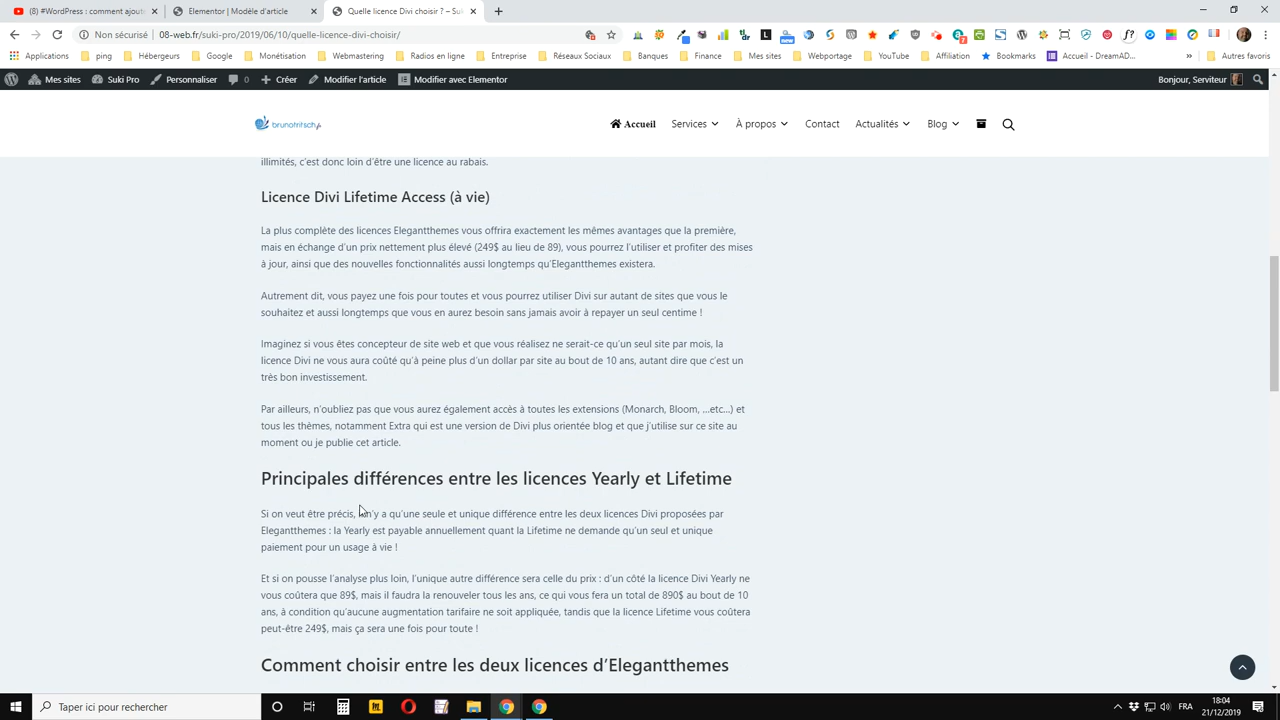 (2) #WordPress : comment ajoute
Elementor | Modèle d'article
Quelle licence Divi choisir ? – Suk
Non sécurisé
08-web.fr/suki-pro/2019/06/10/quelle-licence-divi-choisir/
Applications
ping
Hébergeurs
Google
Monétisation
Webmastering
Radios en ligne
Entreprise
Réseaux Sociaux
Banques
Finance
Mes sites
Webportage
YouTube
Affiliation
Bookmarks
Accueil - DreamAD...
»
Autres favoris
Mes sites
Suki Pro
Personnaliser
0
Créer
Modifier l'article
Modifier avec Elementor
Bonjour, Serviteur
brunotritsch.fr
Accueil
Services
À propos
Contact
Actualités
Blog
illimités, c'est donc loin d'être une licence au rabais.
Licence Divi Lifetime Access (à vie)
La plus complète des licences Elegantthemes vous offrira exactement les mêmes avantages que la première,
mais en échange d'un prix nettement plus élevé (249$ au lieu de 89), vous pourrez l'utiliser et profiter des mises
à jour, ainsi que des nouvelles fonctionnalités aussi longtemps qu'Elegantthemes existera.
Autrement dit, vous payez une fois pour toutes et vous pourrez utiliser Divi sur autant de sites que vous le
souhaitez et aussi longtemps que vous en aurez besoin sans jamais avoir à repayer un seul centime !
Imaginez si vous êtes concepteur de site web et que vous réalisez ne serait-ce qu'un seul site par mois, la
licence Divi ne vous aura coûté qu'à peine plus d'un dollar par site au bout de 10 ans, autant dire que c'est un
très bon investissement.
Par ailleurs, n'oubliez pas que vous aurez également accès à toutes les extensions (Monarch, Bloom, …etc…) et
tous les thèmes, notamment Extra qui est une version de Divi plus orientée blog et que j'utilise sur ce site au
moment ou je publie cet article.
Principales différences entre les licences Yearly et Lifetime
Si on veut être précis, n'y a qu'une seule et unique différence entre les deux licences Divi proposées par
Elegantthemes : la Yearly est payable annuellement quant la Lifetime ne demande qu'un seul et unique
paiement pour un usage à vie !
Et si on pousse l'analyse plus loin, l'unique autre différence sera celle du prix : d'un côté la licence Divi Yearly ne
vous coûtera que 89$, mais il faudra la renouveler tous les ans, ce qui vous fera un total de 890$ au bout de 10
ans, à condition qu'aucune augmentation tarifaire ne soit appliquée, tandis que la licence Lifetime vous coûtera
peut-être 249$, mais ça sera une fois pour toute !
Comment choisir entre les deux licences d'Elegantthemes
Taper ici pour rechercher
FRA
18:04
21/12/2019